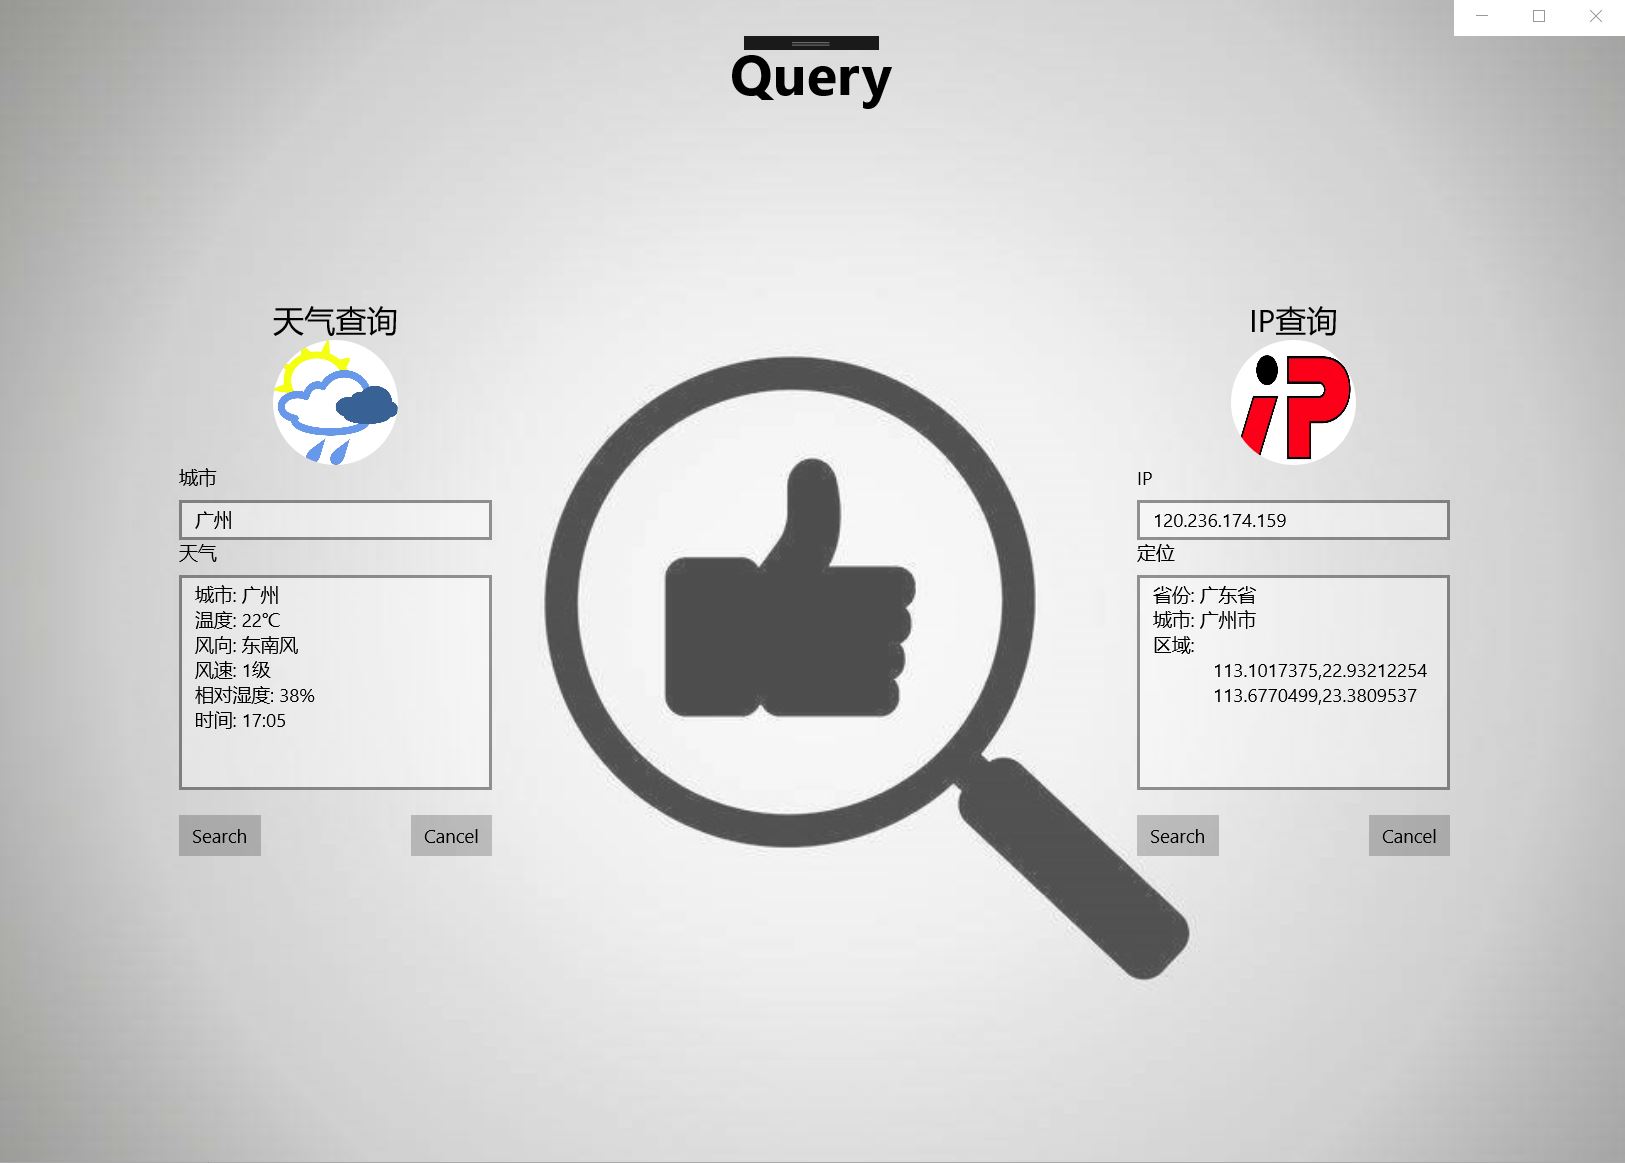 Query
天气查询
城市
广州
天气
城市: 广州
温度: 22℃
风向: 东南风
风速: 1级
相对湿度: 38%
时间: 17:05
Search
Cancel
IP查询
iP
IP
120.236.174.159
定位
省份: 广东省
城市: 广州市
区域:
113.1017375,22.93212254
113.6770499,23.3809537
Search
Cancel